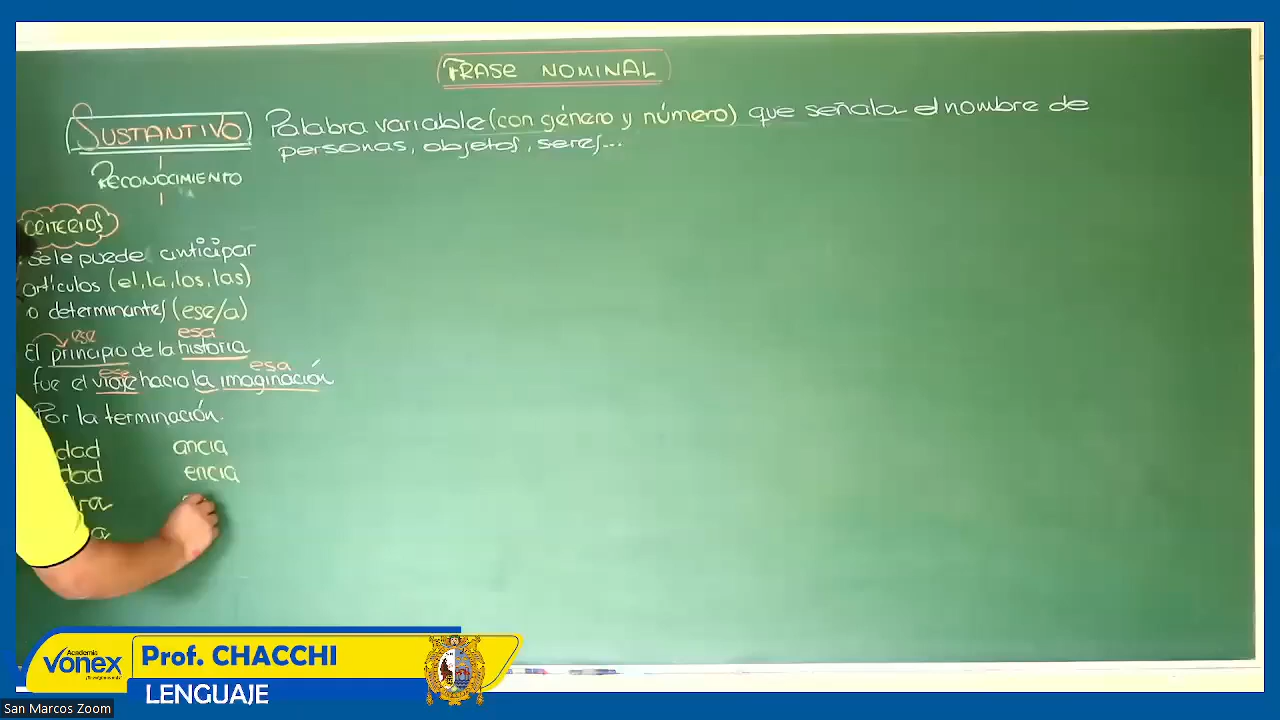 FRASE NOMINAL
SUSTANTIVO Palabra variable (con género y número) que señala el nombre de
personas, objetos, seres...
RECONOCIMIENTO
CRITERIOS
. Se le puede anticipar
artículos (el, la, los, las)
o determinantes (ese/a)
ese esa
El principio de la historia
ese esa
fue el viaje hacia la imaginación
Por la terminación.
dad ancia
dad encia
Academia
vonex
Prof. CHACCHI
LENGUAJE
San Marcos Zoom